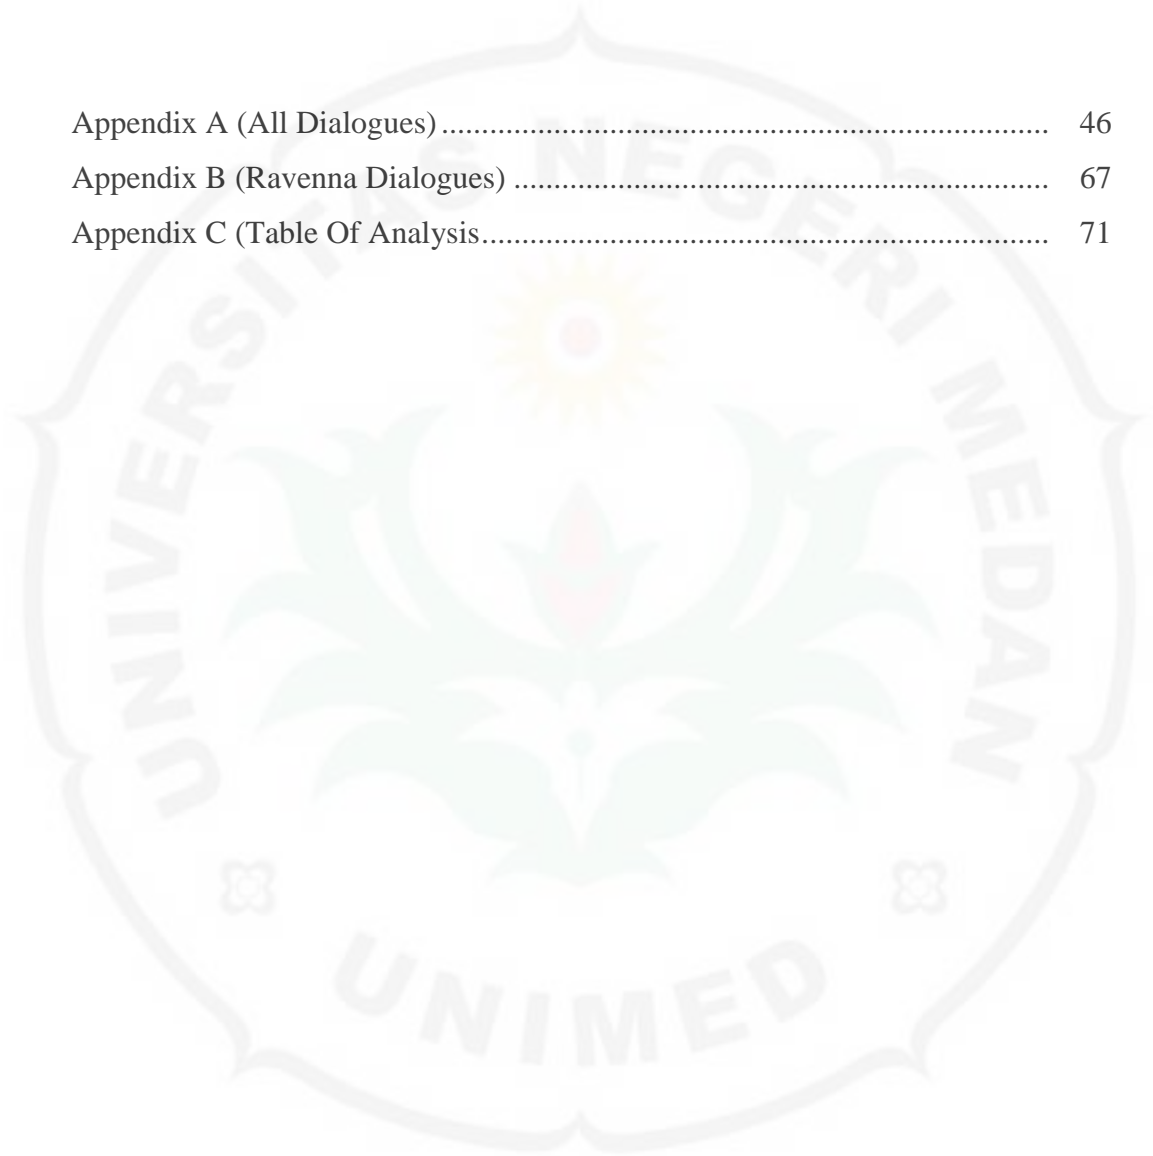 Appendix A (All Dialogues) ............................................................................ 46
Appendix B (Ravenna Dialogues) ................................................................... 67
Appendix C (Table Of Analysis....................................................................... 71
UNIVERSITAS NEGERI MEDAN
UNIMED